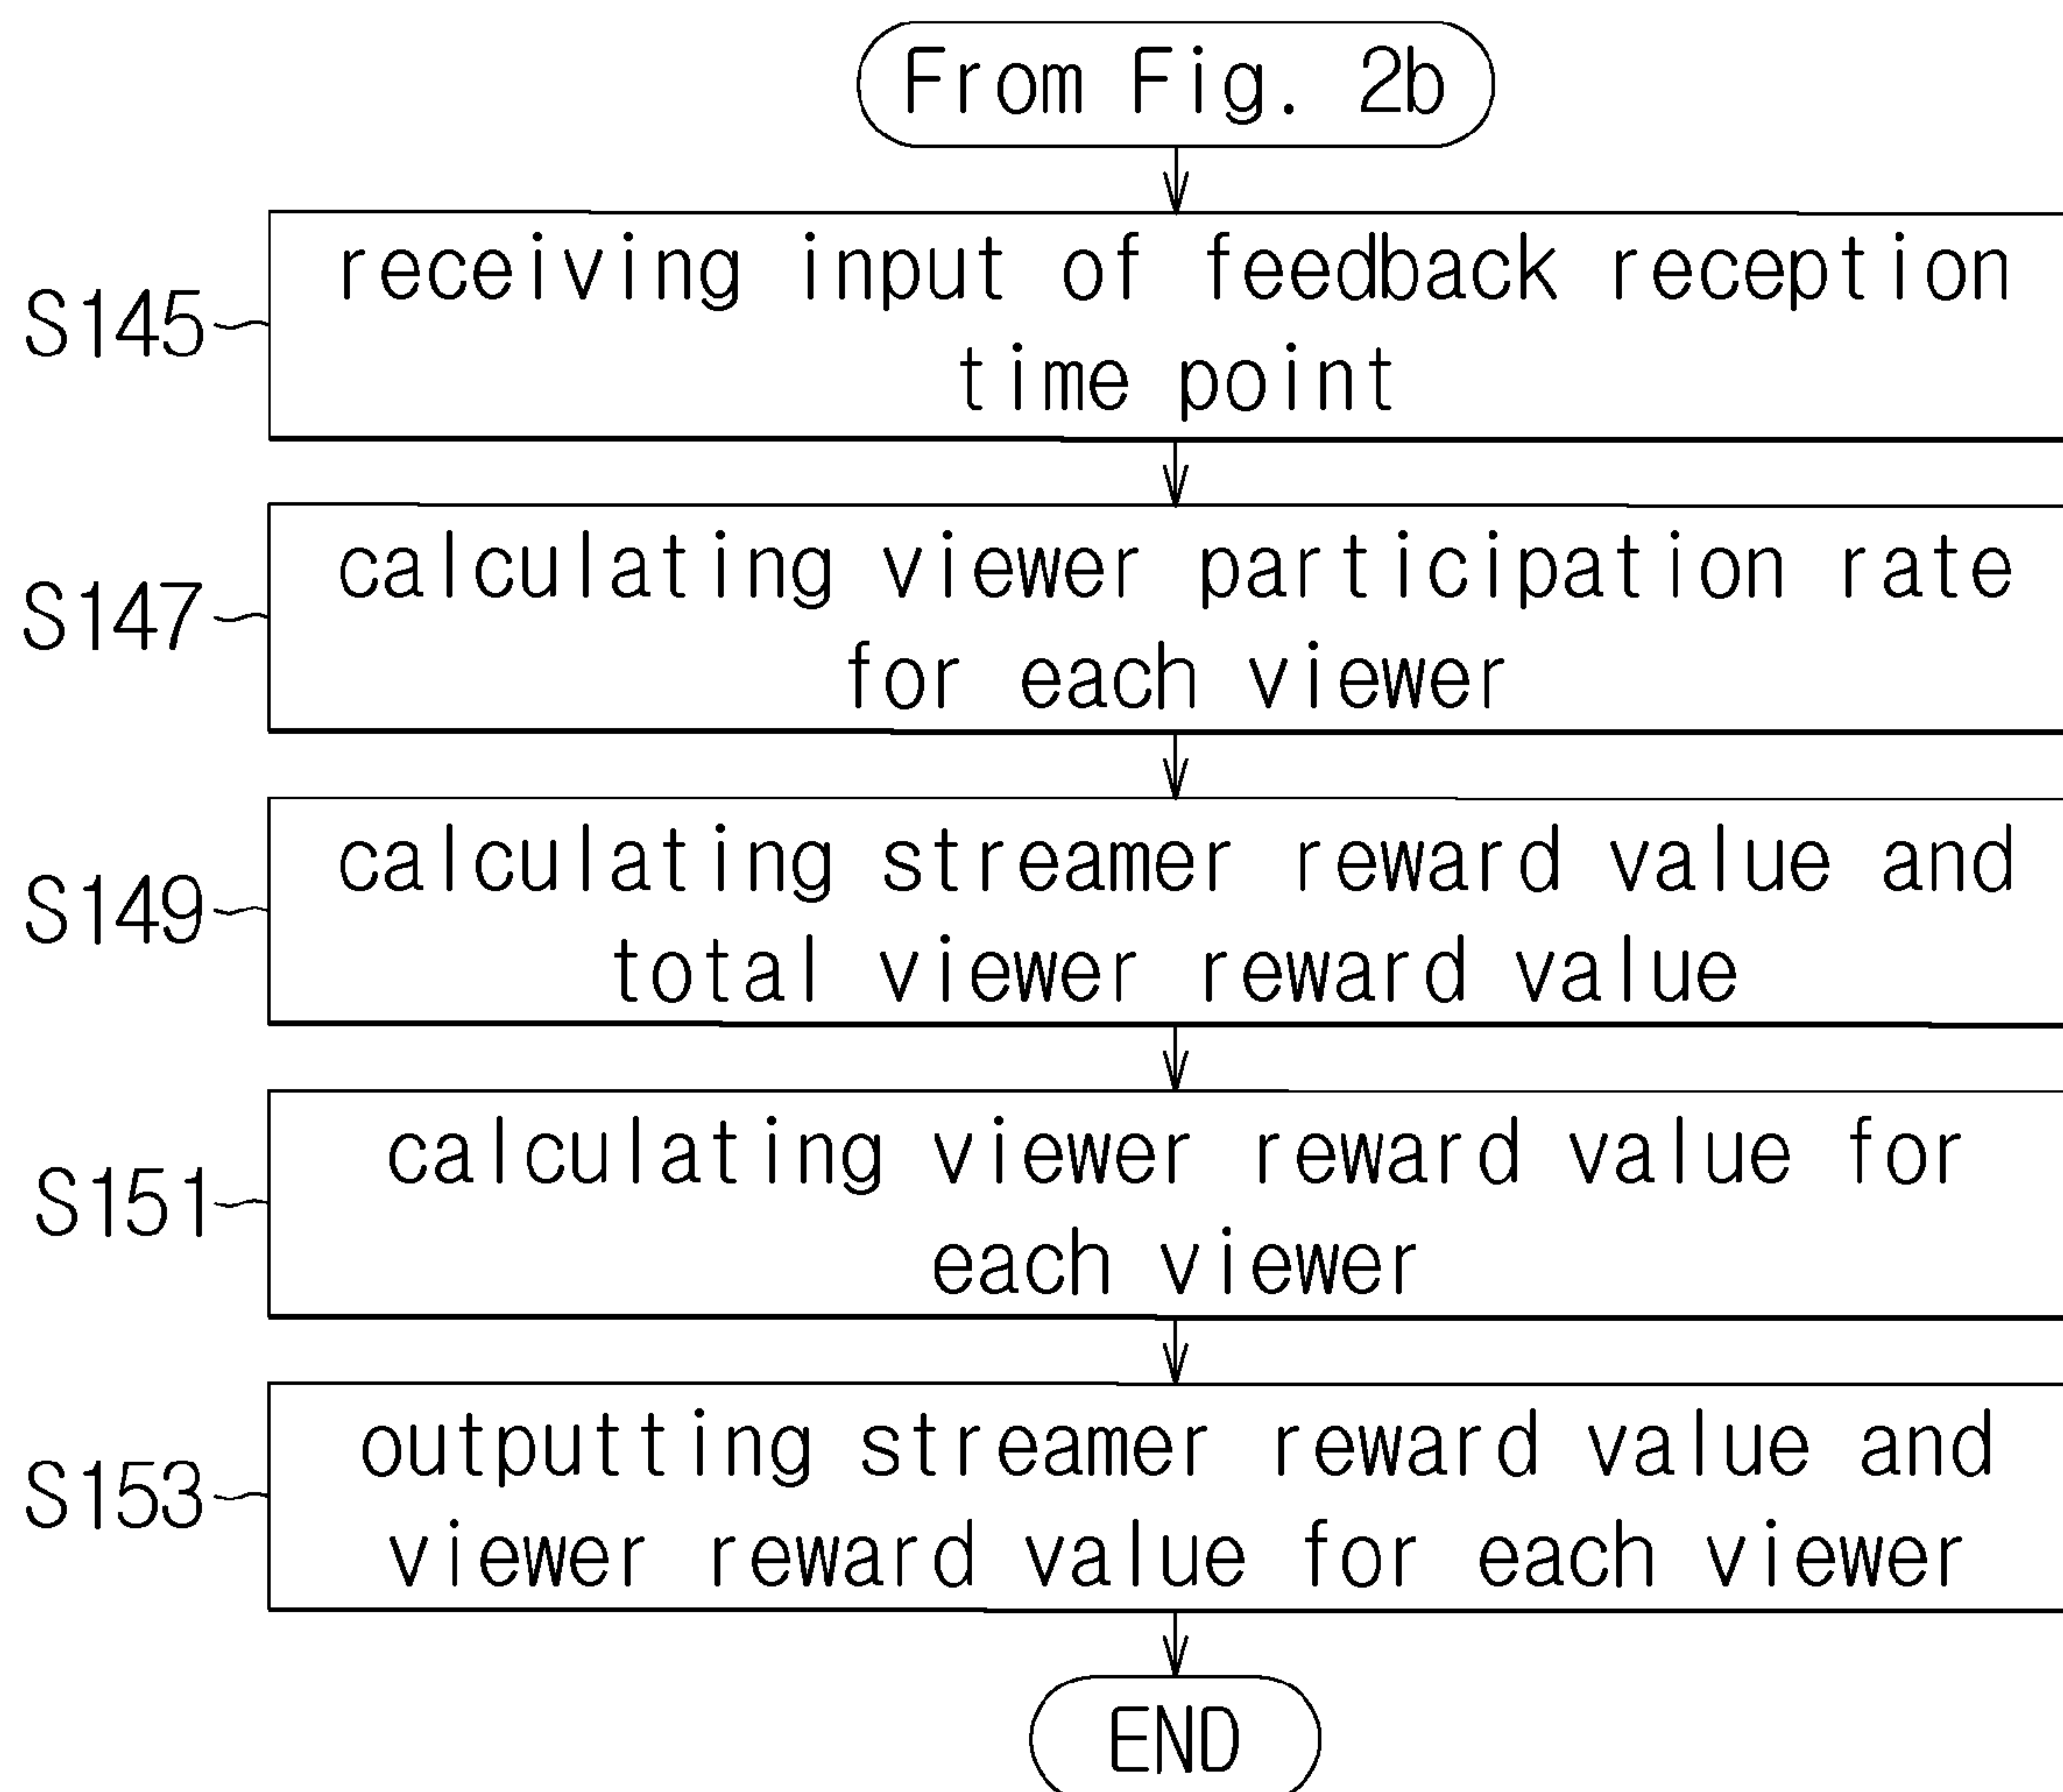 From Fig. 2b
S145
receiving input of feedback reception
time point
S147
calculating viewer participation rate
for each viewer
S149
calculating streamer reward value and
total viewer reward value
S151
calculating viewer reward value for
each viewer
S153
outputting streamer reward value and
viewer reward value for each viewer
END